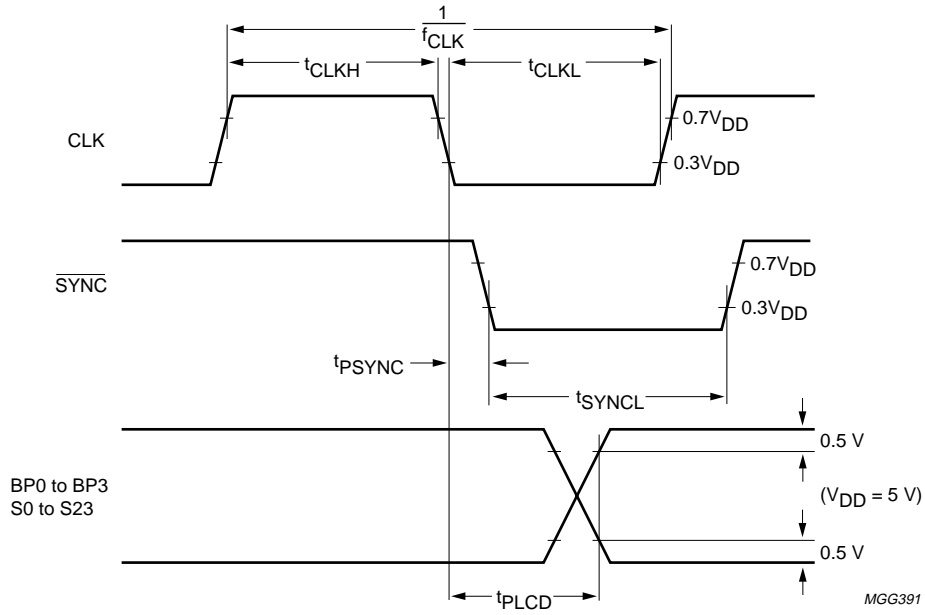 1
fCLK
tCLKH
tCLKL
CLK
0.7VDD
0.3VDD
SYNC
0.7VDD
0.3VDD
tPSYNC
tSYNCL
0.5 V
BP0 to BP3
S0 to S23
(VDD = 5 V)
0.5 V
tPLCD
MGG391